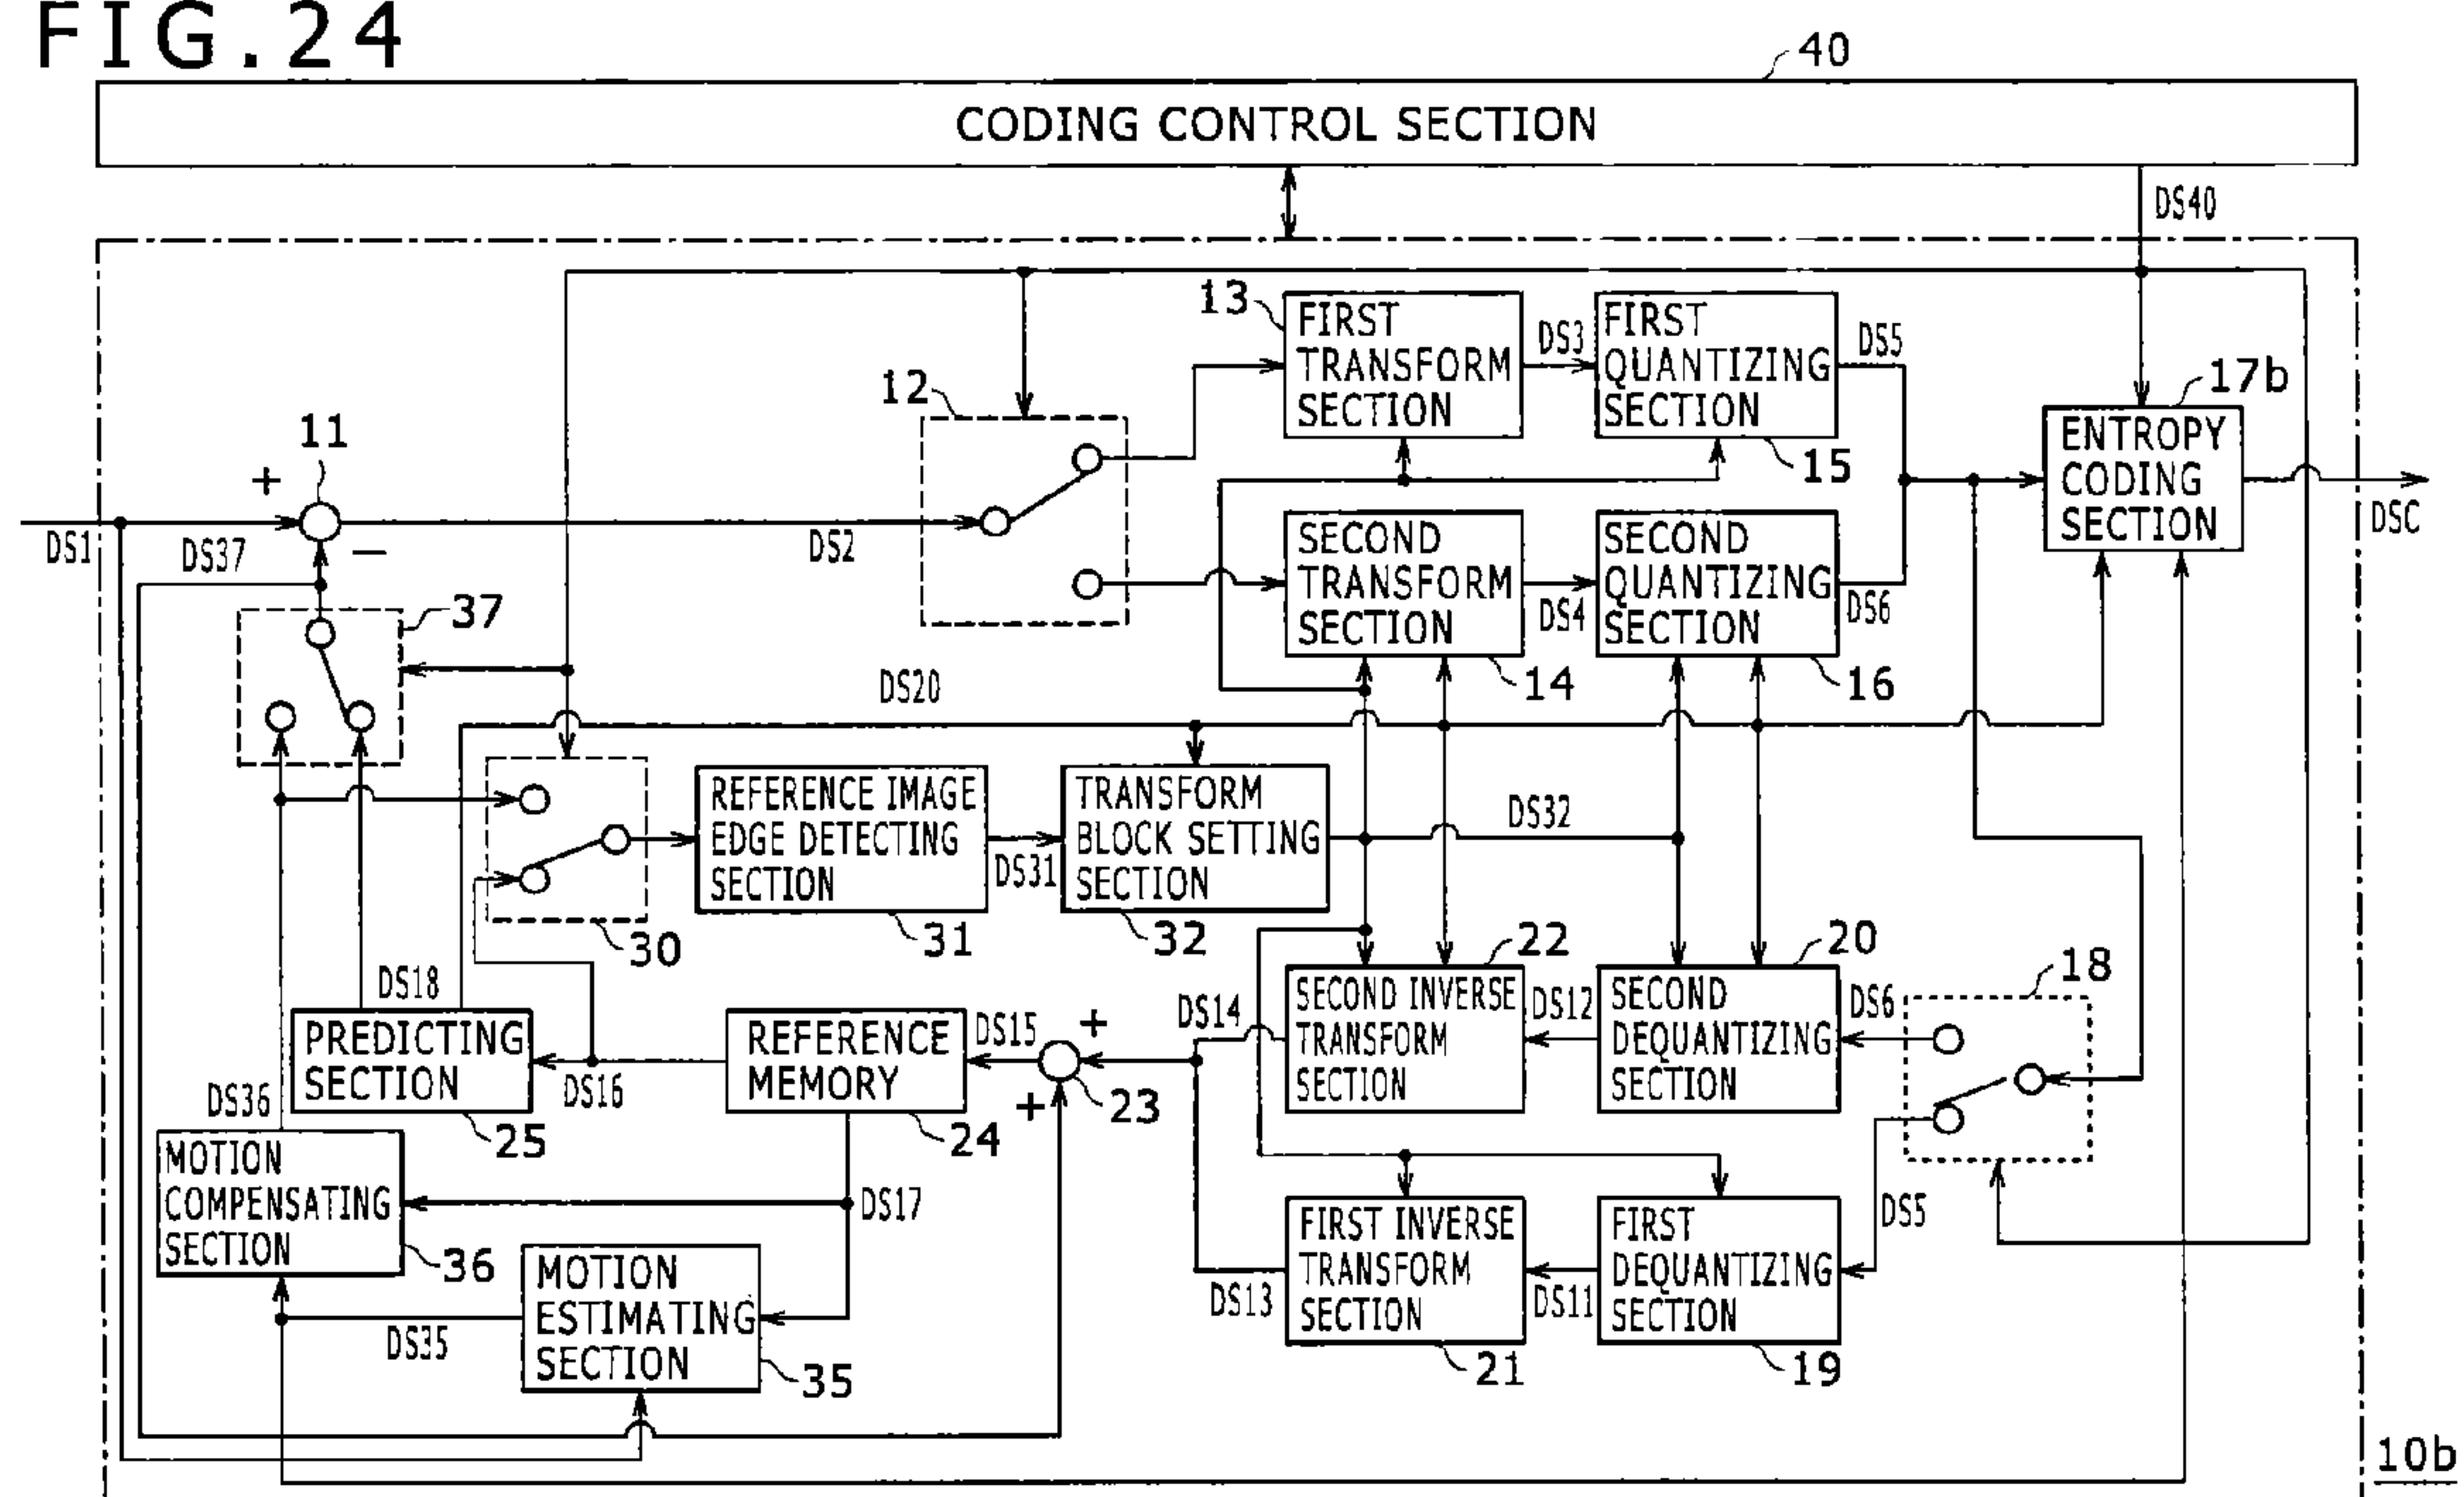 FIG.24
40
CODING CONTROL SECTION
DS40
13
FIRST
TRANSFORM
SECTION
DS3
FIRST
QUANTIZING
SECTION
15
DS5
17b
ENTROPY
CODING
SECTION
DSC
12
11
+
−
DS1
DS37
DS2
37
SECOND
TRANSFORM
SECTION
14
DS4
SECOND
QUANTIZING
SECTION
16
DS6
DS20
30
REFERENCE IMAGE
EDGE DETECTING
SECTION
31
DS31
TRANSFORM
BLOCK SETTING
SECTION
32
DS32
22
SECOND INVERSE
TRANSFORM
SECTION
DS14
DS12
20
SECOND
DEQUANTIZING
SECTION
DS6
18
DS18
PREDICTING
SECTION
25
DS16
REFERENCE
MEMORY
24
DS15
+
+
23
DS36
MOTION
COMPENSATING
SECTION
36
DS17
MOTION
ESTIMATING
SECTION
35
DS35
FIRST INVERSE
TRANSFORM
SECTION
21
DS13
DS11
FIRST
DEQUANTIZING
SECTION
19
DS5
10b